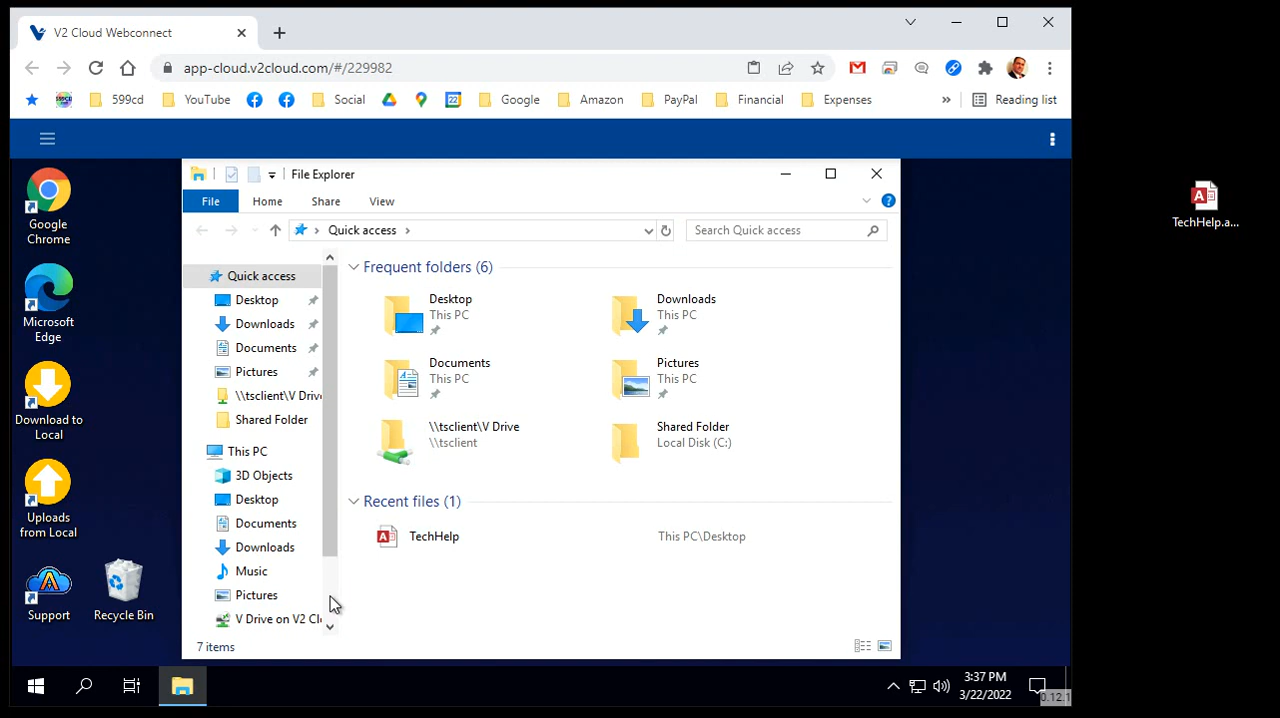 V2 Cloud Webconnect
app-cloud.v2cloud.com/#/229982
599cd
YouTube
Social
22
Google
Amazon
PayPal
Financial
Expenses
»
Reading list
Google
Chrome
Microsoft
Edge
Download to
Local
Uploads
from Local
Support
Recycle Bin
TechHelp.a...
File Explorer
File
Home
Share
View
Quick access
Search Quick access
Quick access
Desktop
Downloads
Documents
Pictures
\\tsclient\V Drive
Shared Folder
This PC
3D Objects
Desktop
Documents
Downloads
Music
Pictures
V Drive on V2 Cl
Frequent folders (6)
Desktop
This PC
Downloads
This PC
Documents
This PC
Pictures
This PC
\\tsclient\V Drive
\\tsclient
Shared Folder
Local Disk (C:)
Recent files (1)
TechHelp
This PC\Desktop
7 items
3:37 PM
3/22/2022
0.12.1